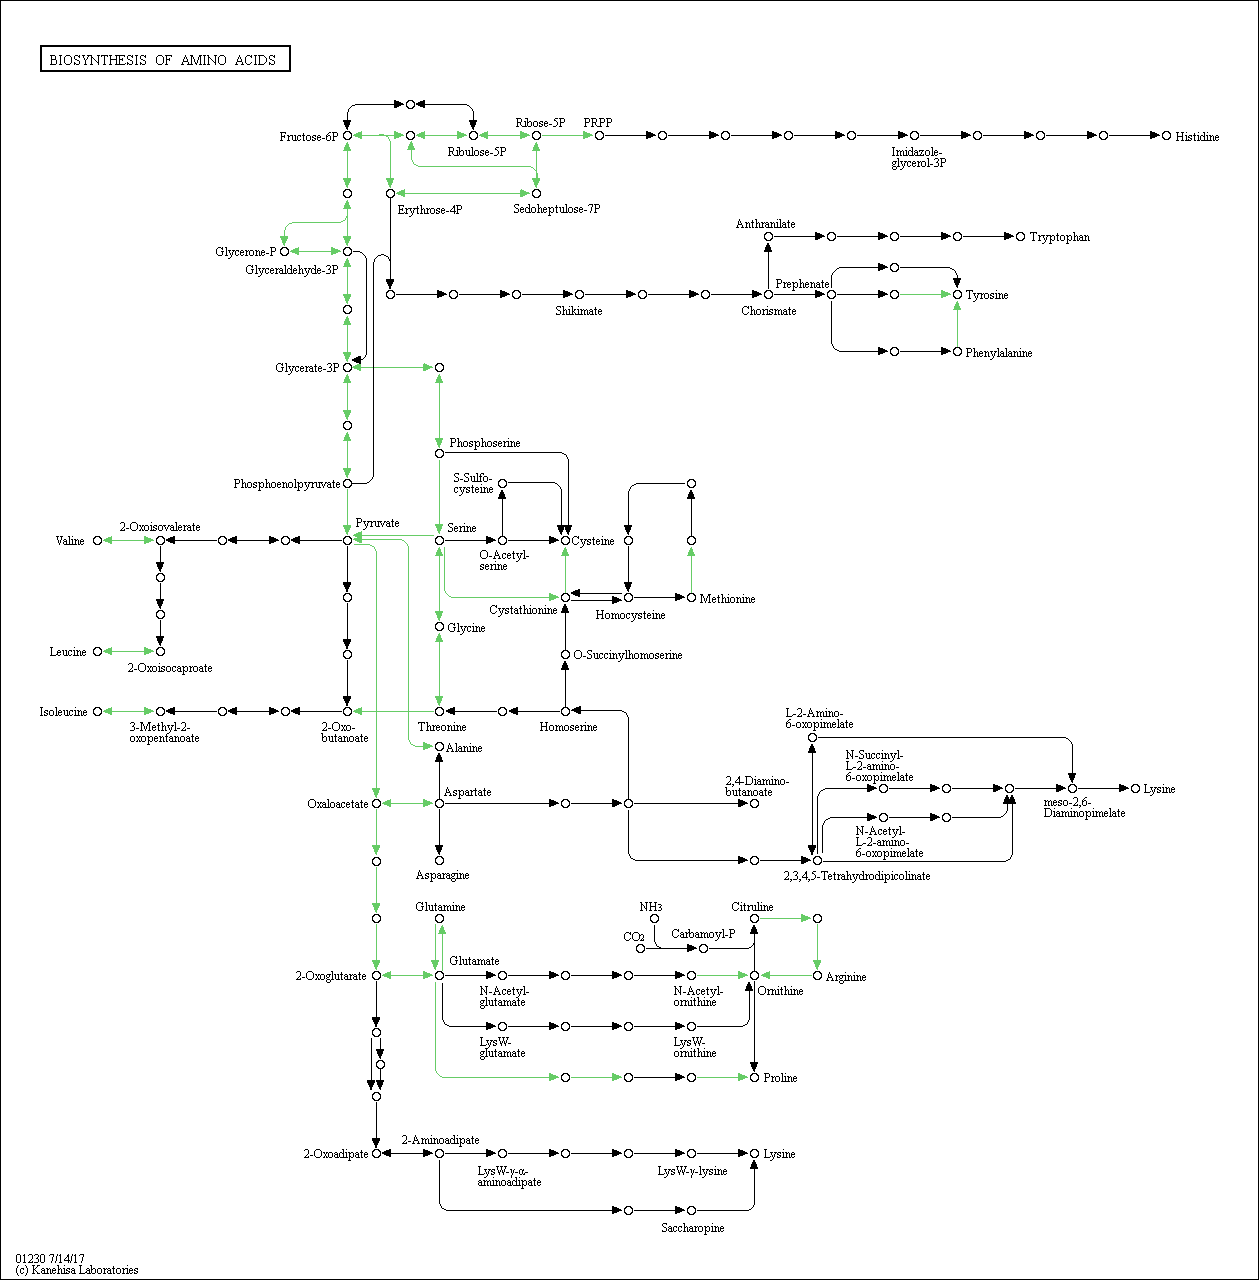 BIOSYNTHESIS OF AMINO ACIDS
Fructose-6P
Ribulose-5P
Ribose-5P
PRPP
Imidazole-
glycerol-3P
Histidine
Erythrose-4P
Sedoheptulose-7P
Glycerone-P
Glyceraldehyde-3P
Anthranilate
Tryptophan
Shikimate
Chorismate
Prephenate
Tyrosine
Phenylalanine
Glycerate-3P
Phosphoserine
Phosphoenolpyruvate
S-Sulfo-
cysteine
Valine
2-Oxoisovalerate
Pyruvate
Serine
O-Acetyl-
serine
Cysteine
Cystathionine
Homocysteine
Methionine
Glycine
Leucine
2-Oxoisocaproate
O-Succinylhomoserine
Isoleucine
3-Methyl-2-
oxopentanoate
2-Oxo-
butanoate
Threonine
Homoserine
Alanine
L-2-Amino-
6-oxopimelate
N-Succinyl-
L-2-amino-
6-oxopimelate
Oxaloacetate
Aspartate
2,4-Diamino-
butanoate
meso-2,6-
Diaminopimelate
Lysine
N-Acetyl-
L-2-amino-
6-oxopimelate
Asparagine
2,3,4,5-Tetrahydrodipicolinate
Glutamine
NH3
Citruline
CO2
Carbamoyl-P
2-Oxoglutarate
Glutamate
N-Acetyl-
glutamate
N-Acetyl-
ornithine
Ornithine
Arginine
LysW-
glutamate
LysW-
ornithine
Proline
2-Oxoadipate
2-Aminoadipate
LysW-γ-α-
aminoadipate
LysW-γ-lysine
Lysine
Saccharopine
01230 7/14/17
(c) Kanehisa Laboratories